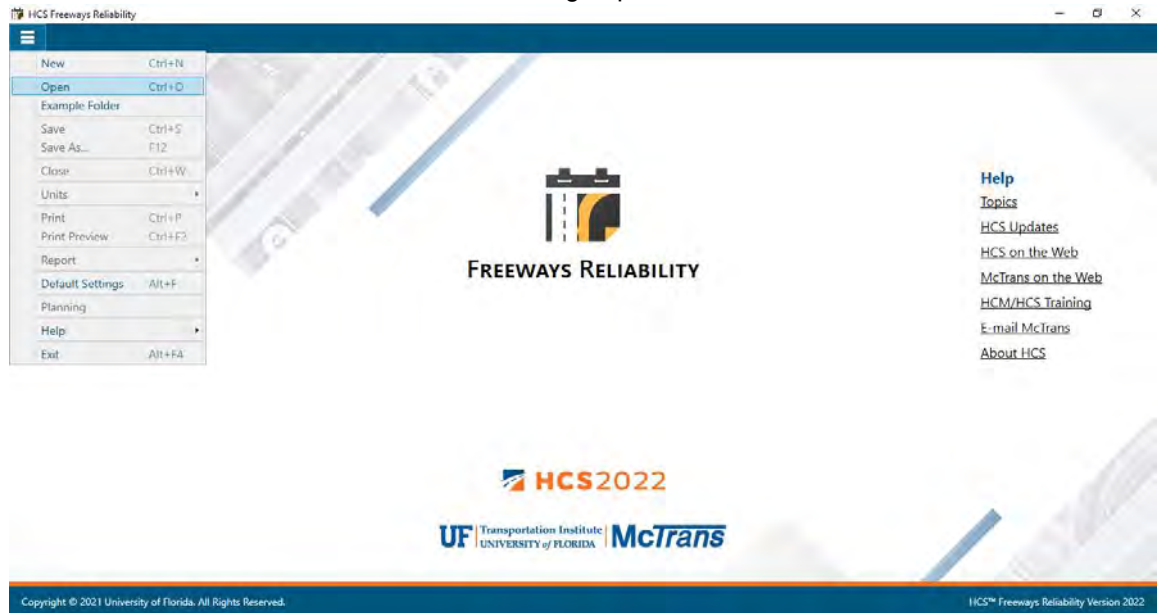 HCS Freeways Reliability
New Ctrl+N
Open Ctrl+O
Example Folder
Save Ctrl+S
Save As... F12
Close Ctrl+W
Units
Print Ctrl+P
Print Preview Ctrl+F2
Report
Default Settings Alt+F
Planning
Help
Exit Alt+F4
FREEWAYS RELIABILITY
Help
Topics
HCS Updates
HCS on the Web
McTrans on the Web
HCM/HCS Training
E-mail McTrans
About HCS
HCS2022
UF Transportation Institute
UNIVERSITY of FLORIDA
McTrans
Copyright © 2021 University of Florida. All Rights Reserved.
HCS™ Freeways Reliability Version 2022